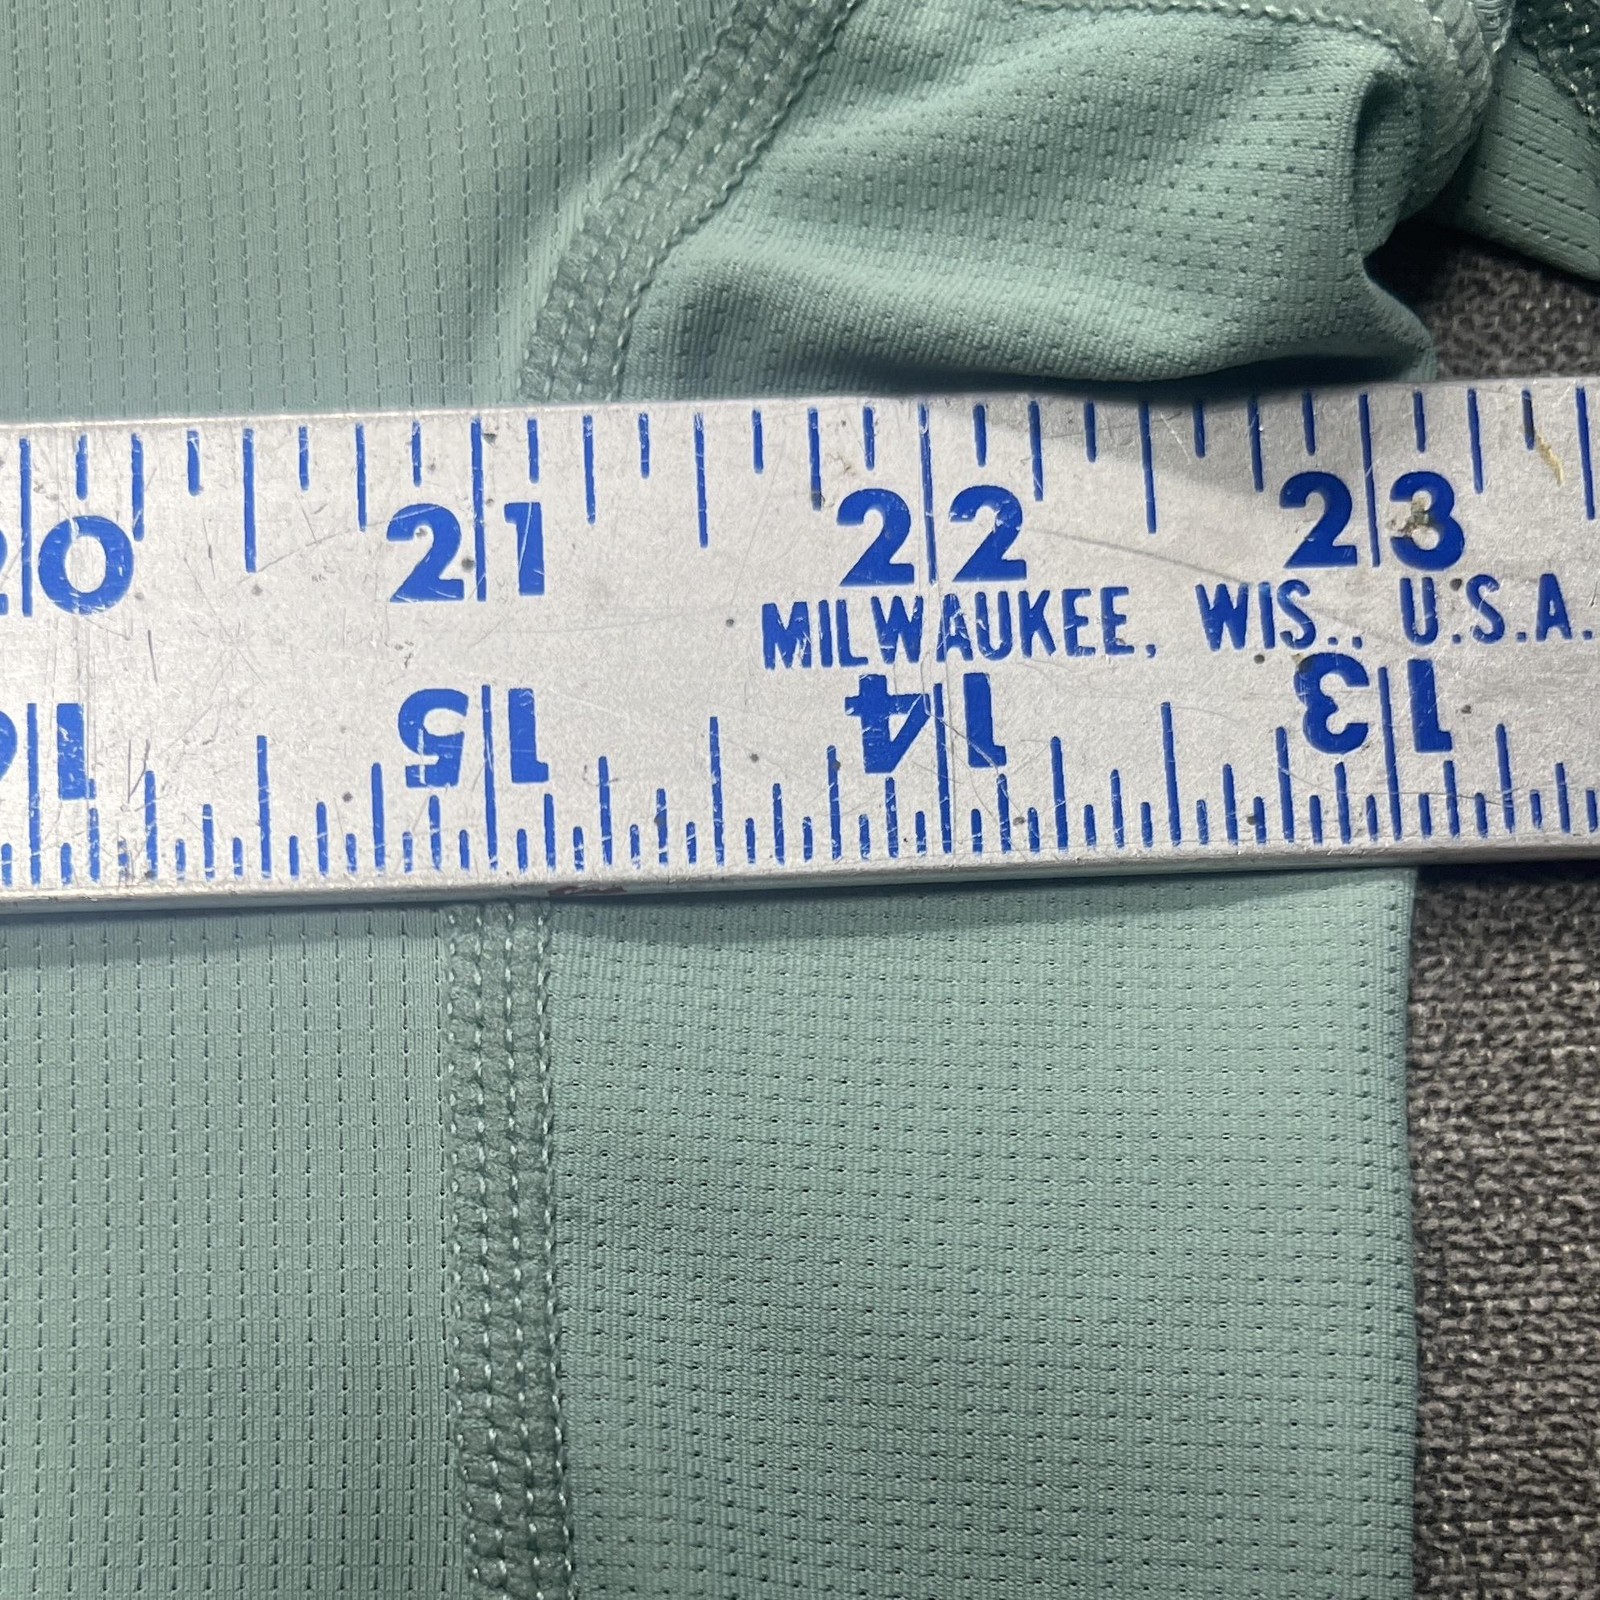 20 21 22 23
MILWAUKEE, WIS., U.S.A.
15 14 13